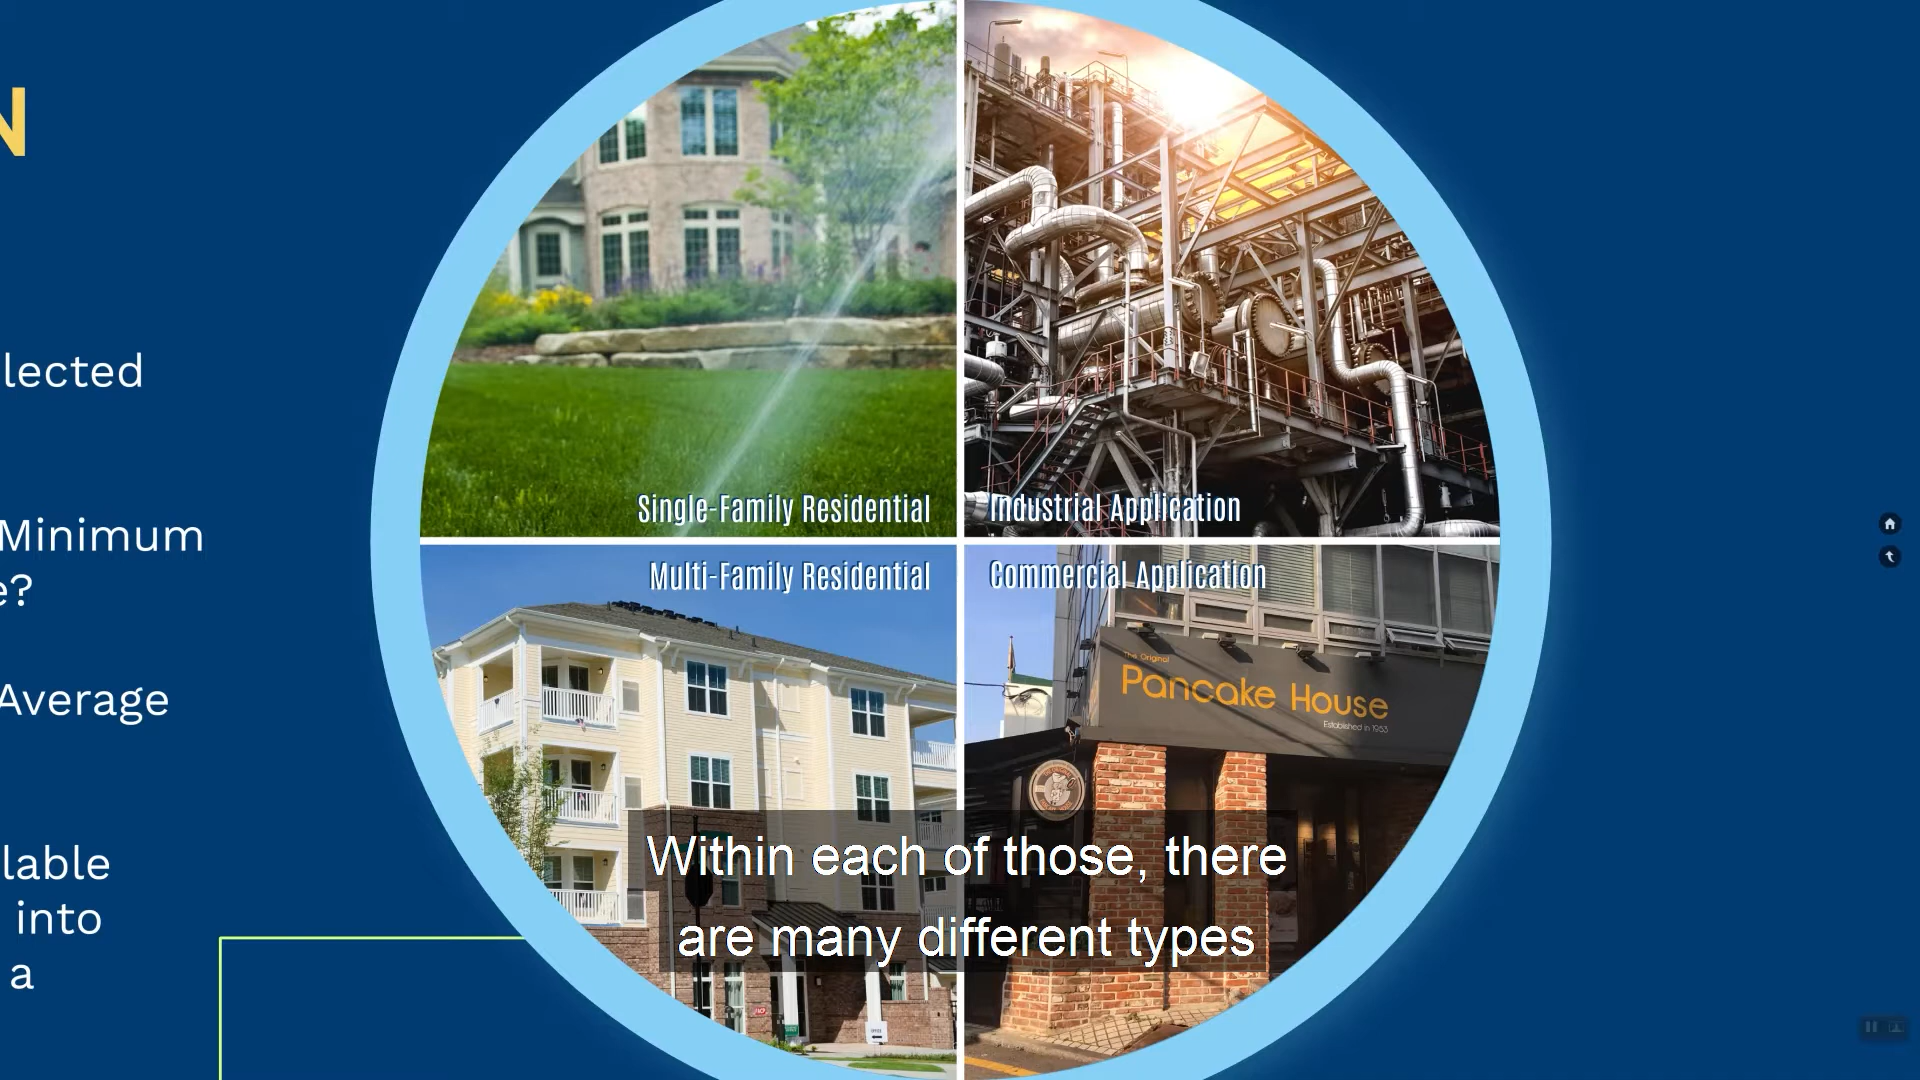 N
lected
Minimum
e?
Average
lable
into
a
Single-Family Residential
Industrial Application
Multi-Family Residential
Commercial Application
The Original
Pancake House
Established in 1953
Within each of those, there
are many different types